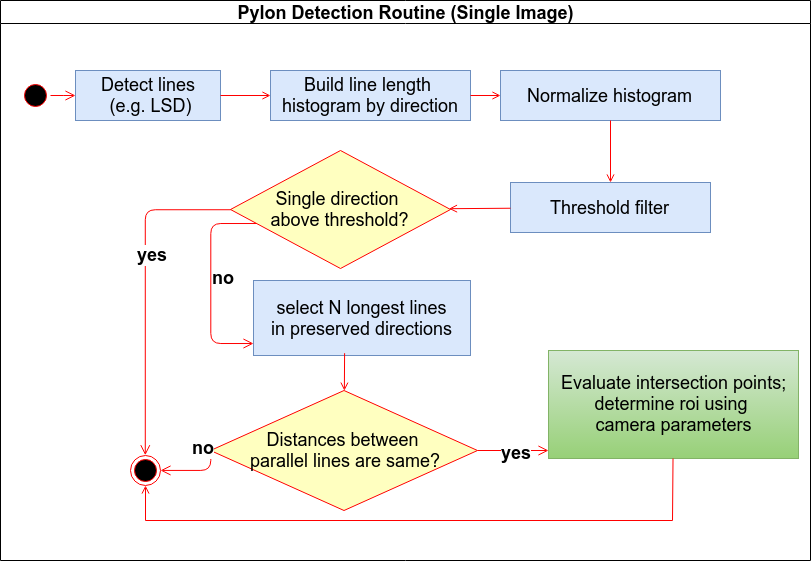 Pylon Detection Routine (Single Image)
Detect lines
(e.g. LSD)
Build line length
histogram by direction
Normalize histogram
Threshold filter
Single direction
above threshold?
yes
no
select N longest lines
in preserved directions
Distances between
parallel lines are same?
no
yes
Evaluate intersection points;
determine roi using
camera parameters